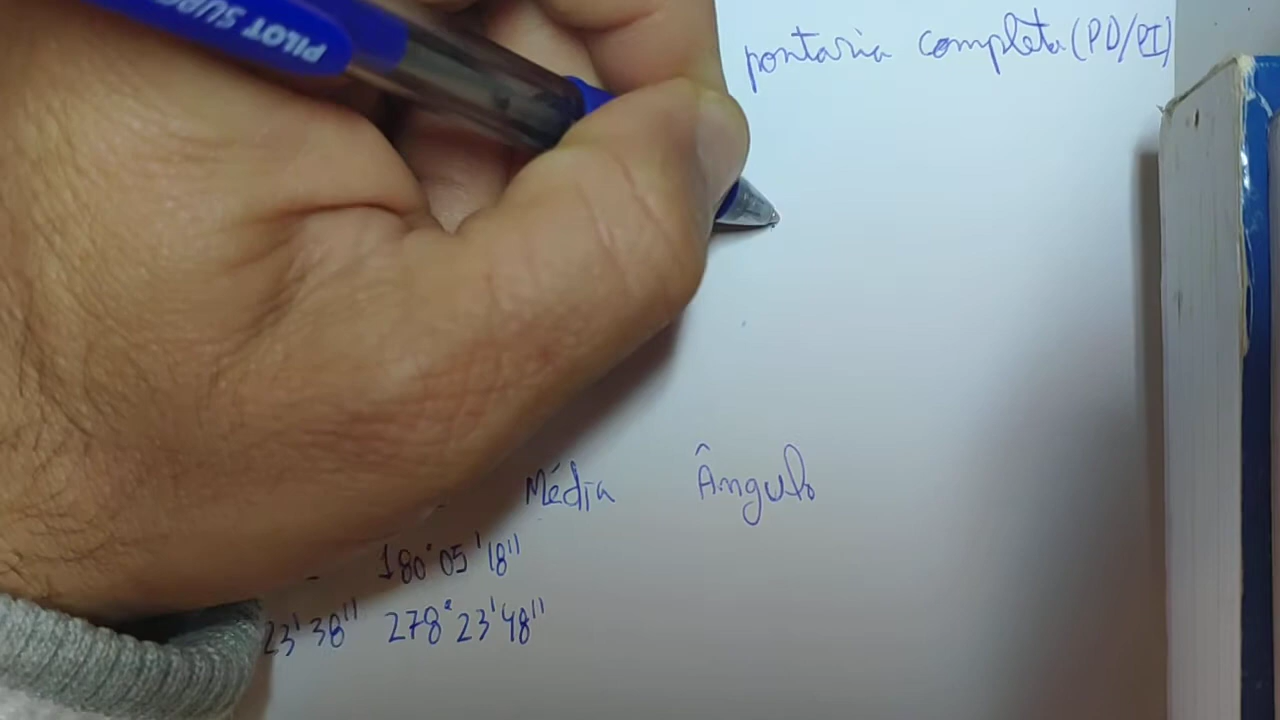 PILOT SUPER
pontaria completa (PD/PI)
Média Ângulo
180°05'18"
23'38" 278°23'48"